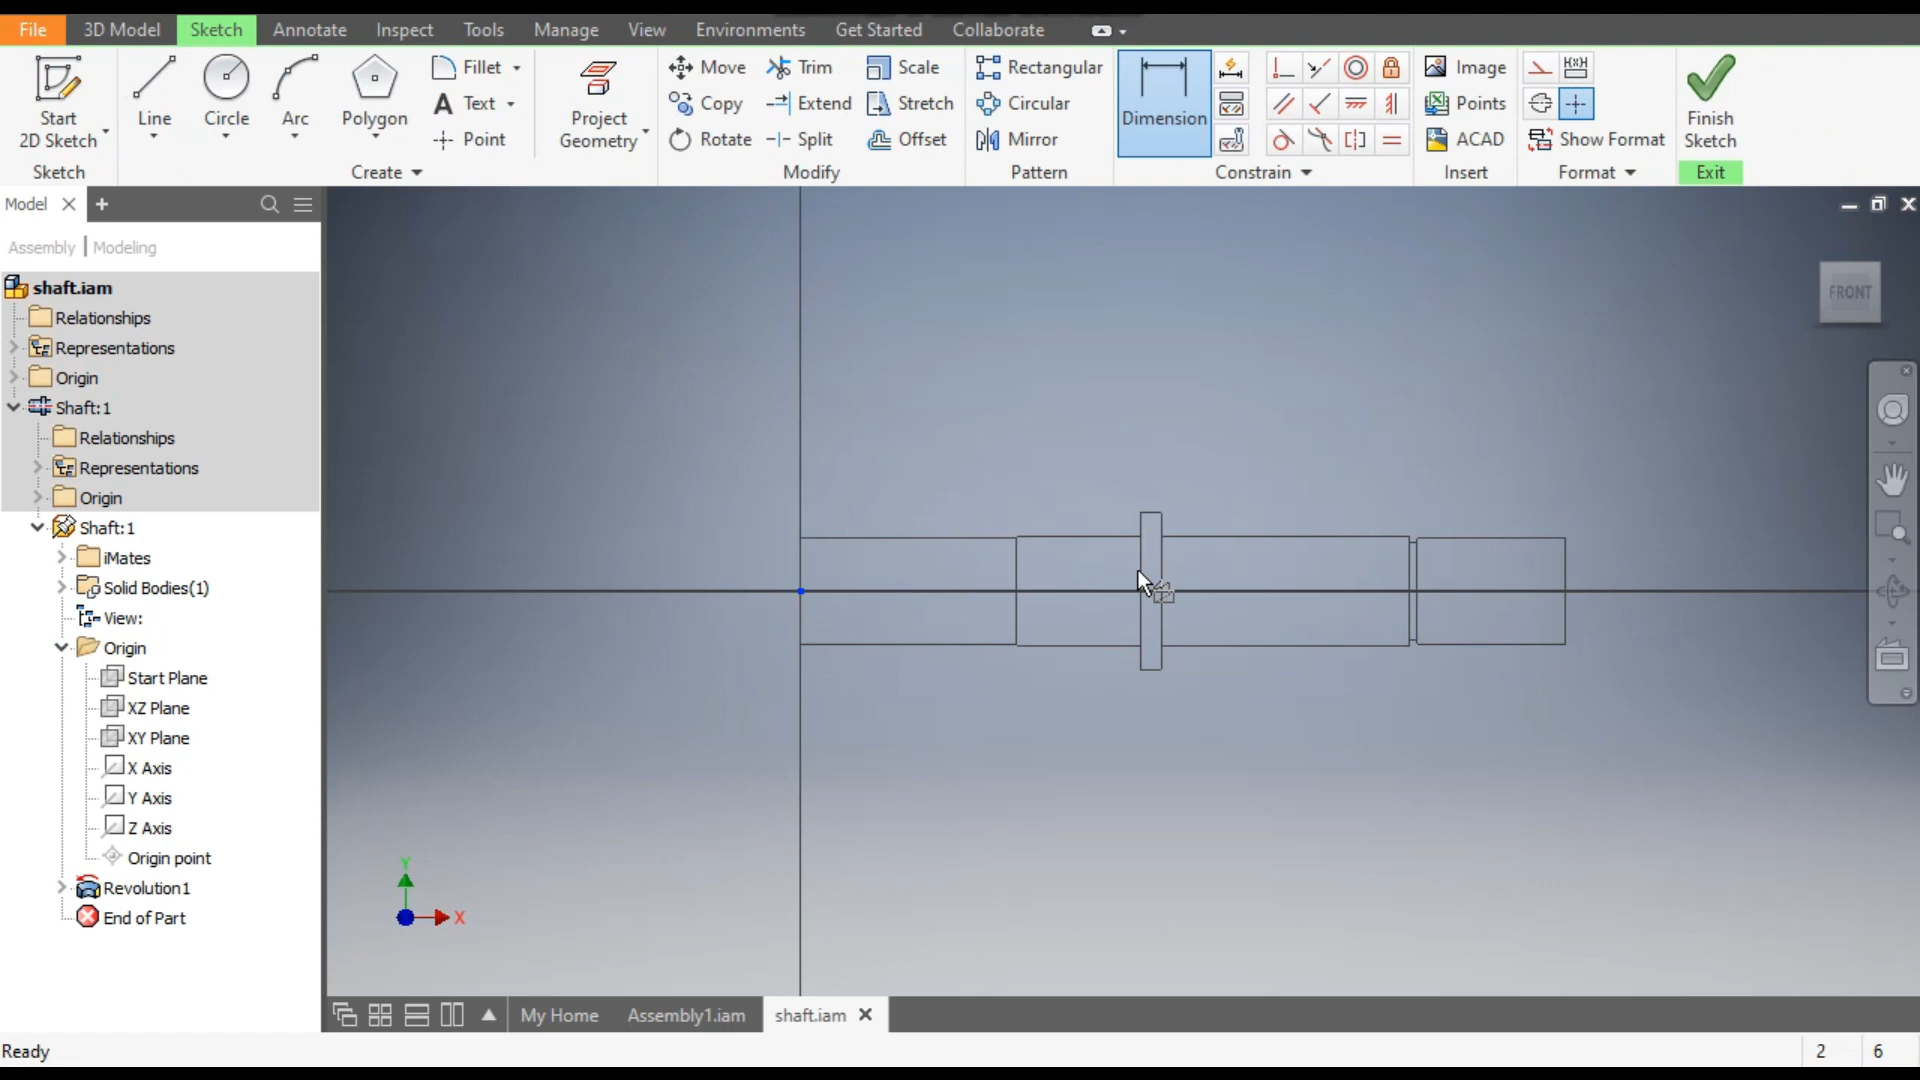 File 3D Model Sketch Annotate Inspect Tools Manage View Environments Get Started Collaborate
Start
2D Sketch
Line
Circle
Arc
Polygon
Fillet
Text
Point
Project
Geometry
Move
Copy
Rotate
Trim
Extend
Split
Scale
Stretch
Offset
Rectangular
Circular
Mirror
Dimension
Image
Points
ACAD
Show Format
Finish
Sketch
Sketch Create Modify Pattern Constrain Insert Format Exit
Model
Assembly | Modeling
shaft.iam
Relationships
Representations
Origin
Shaft:1
Relationships
Representations
Origin
Shaft:1
iMates
Solid Bodies(1)
View:
Origin
Start Plane
XZ Plane
XY Plane
X Axis
Y Axis
Z Axis
Origin point
Revolution1
End of Part
FRONT
Y
X
My Home Assembly1.iam shaft.iam
Ready 2 6